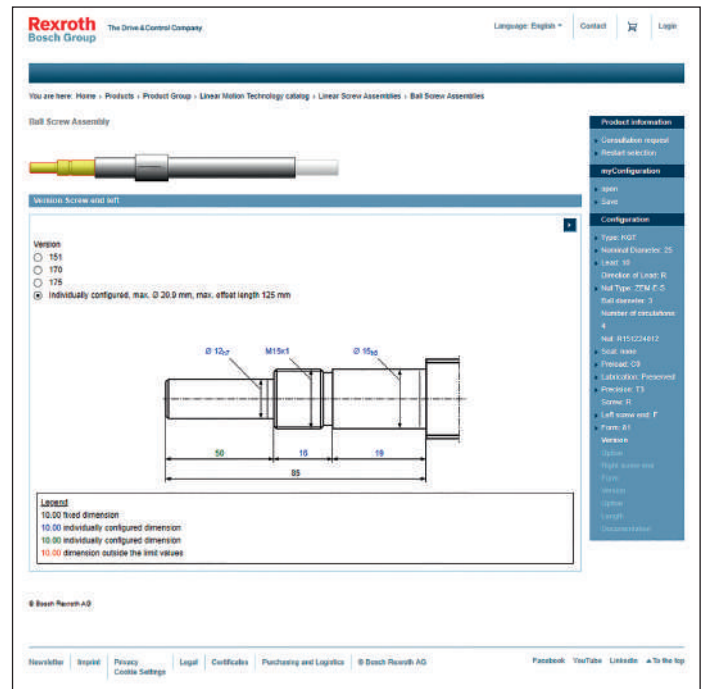 Rexroth
Bosch Group
The Drive & Control Company
Language: English
Contact
Login
You are here: Home › Products › Product Group › Linear Motion Technology catalog › Linear Screw Assemblies › Ball Screw Assemblies
Ball Screw Assembly
Version Screw end left
Version
151
170
175
Individually configured, max. Ø 20.9 mm, max. offset length 125 mm
Ø 12h7
M15x1
Ø 15
50
16
19
85
Legend
10.00 fixed dimension
10.00 individually configured dimension
10.00 individually configured dimension
10.00 dimension outside the limit values
Product information
Consultation request
Restart selection
myConfiguration
open
Save
Configuration
Type: KGT
Nominal Diameter: 25
Lead: 10
Direction of Lead: R
Nut Type: ZEM-E-S
Ball diameter: 3
Number of circulations:
4
Nut: R151224012
Seal: none
Preload: C0
Lubrication: Preserved
Precision: T3
Screw: R
Left screw end: F
Form: 81
Version
Option
Right screw end
Form
Version
Option
Length
Documentation
© Bosch Rexroth AG
Newsletter
Imprint
Privacy
Cookie Settings
Legal
Certificates
Purchasing and Logistics
© Bosch Rexroth AG
Facebook
YouTube
LinkedIn
To the top